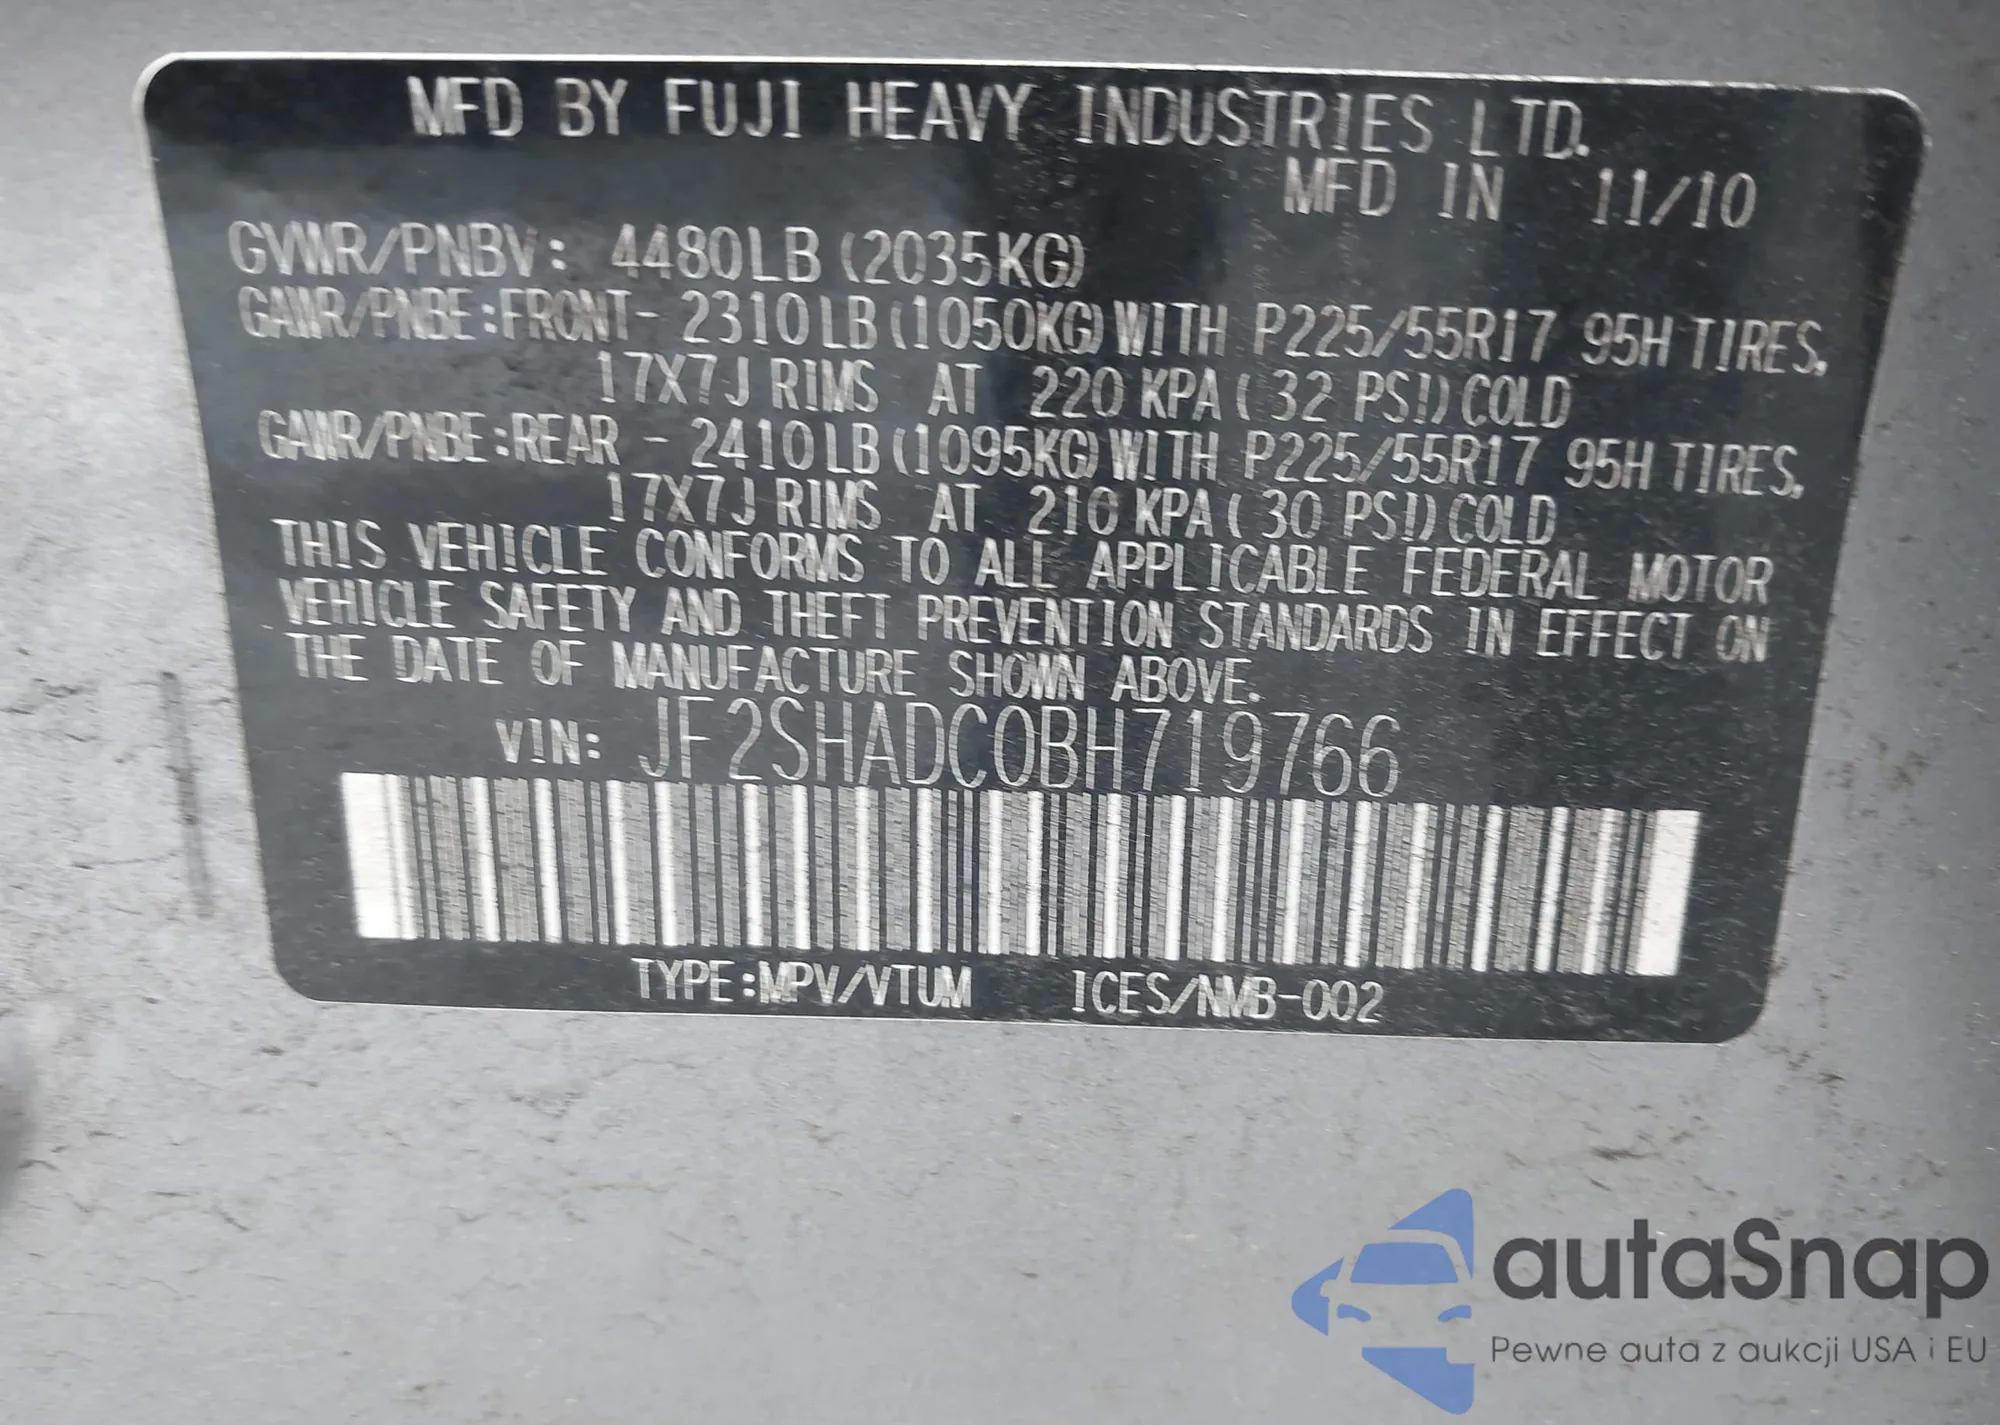 MFD BY FUJI HEAVY INDUSTRIES LTD.
MFD IN 11/10
GVWR/PNBV: 4480LB (2035KG)
GAWR/PNBE:FRONT- 2310LB(1050KG)WITH P225/55R17 95H TIRES,
17X7J RIMS AT 220 KPA( 32 PSI)COLD
GAWR/PNBE:REAR - 2410LB(1095KG)WITH P225/55R17 95H TIRES,
17X7J RIMS AT 210 KPA( 30 PSI)COLD
THIS VEHICLE CONFORMS TO ALL APPLICABLE FEDERAL MOTOR
VEHICLE SAFETY AND THEFT PREVENTION STANDARDS IN EFFECT ON
THE DATE OF MANUFACTURE SHOWN ABOVE.
VIN: JF2SHADC0BH719766
TYPE:MPV/VTUM ICES/NMB-002
autaSnap
Pewne auta z aukcji USA i EU